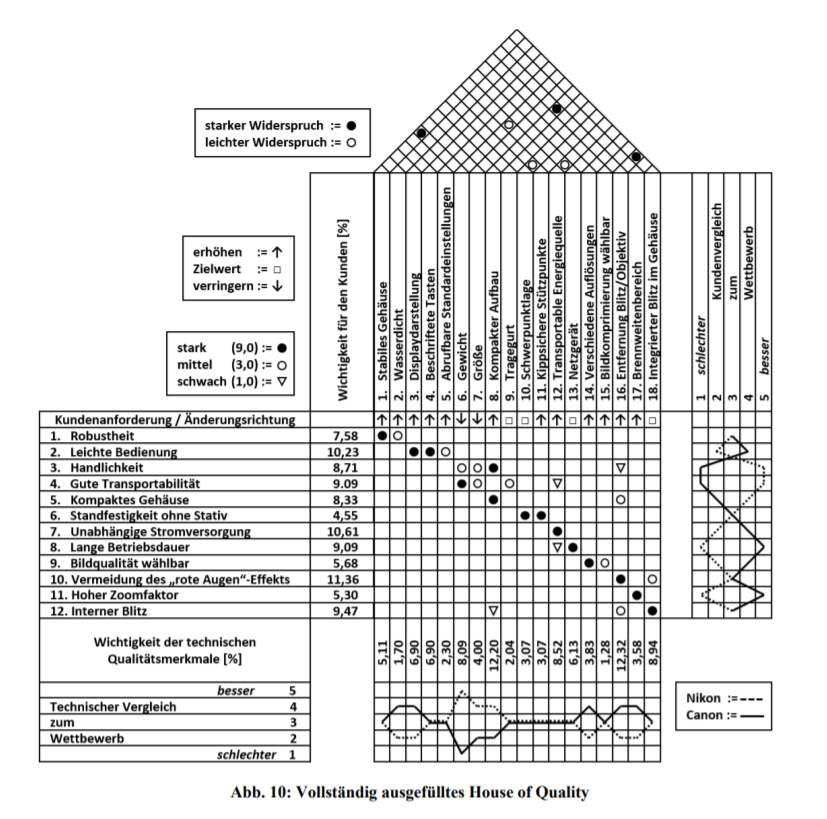 starker Widerspruch := ●
leichter Widerspruch := ○
erhöhen := ↑
Zielwert := □
verringern := ↓
stark (9,0) := ●
mittel (3,0) := ○
schwach (1,0) := ▽
Wichtigkeit für den Kunden [%]
1. Stabiles Gehäuse
2. Wasserdicht
3. Displaydarstellung
4. Beschriftete Tasten
5. Abrufbare Standardeinstellungen
6. Gewicht
7. Größe
8. Kompakter Aufbau
9. Tragegurt
10. Schwerpunktlage
11. Kippsichere Stützpunkte
12. Transportable Energiequelle
13. Netzgerät
14. Verschiedene Auflösungen
15. Bildkomprimierung wählbar
16. Entfernung Blitz/Objektiv
17. Brennweitenbereich
18. Integrierter Blitz im Gehäuse
1 schlechter
2 Kundenvergleich
3 zum
4 Wettbewerb
5 besser
Kundenanforderung / Änderungsrichtung ↑ ↑ ↑ ↑ ↑ ↓ ↓ ↑ □ □ ↑ ↑ □ ↑ ↑ ↑ ↑ □
1. Robustheit 7,58
2. Leichte Bedienung 10,23
3. Handlichkeit 8,71
4. Gute Transportabilität 9.09
5. Kompaktes Gehäuse 8,33
6. Standfestigkeit ohne Stativ 4,55
7. Unabhängige Stromversorgung 10,61
8. Lange Betriebsdauer 9,09
9. Bildqualität wählbar 5,68
10. Vermeidung des „rote Augen“-Effekts 11,36
11. Hoher Zoomfaktor 5,30
12. Interner Blitz 9,47
Wichtigkeit der technischen
Qualitätsmerkmale [%]
5,11 1,70 6,90 6,90 2,30 8,09 4,00 12,20 2,04 3,07 3,07 8,52 6,13 3,83 1,28 12,32 3,58 8,94
besser 5
Technischer Vergleich 4
zum 3
Wettbewerb 2
schlechter 1
Nikon :=---
Canon :=—
Abb. 10: Vollständig ausgefülltes House of Quality